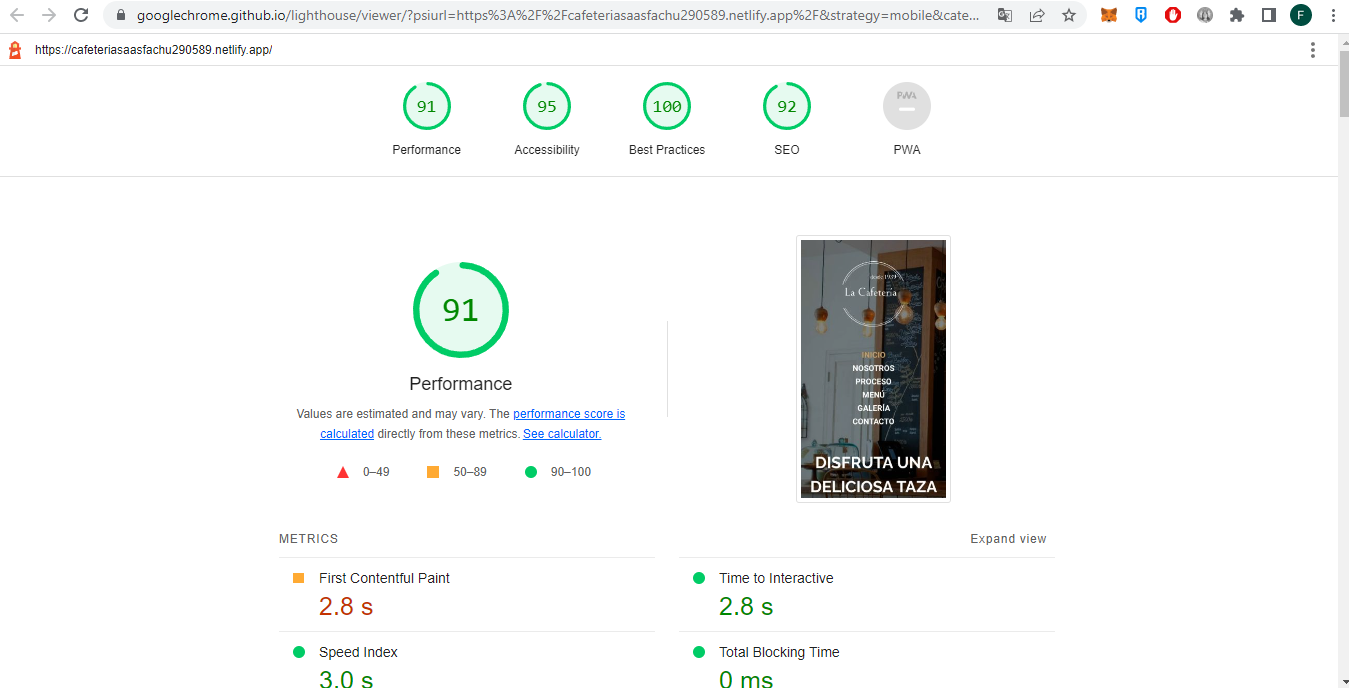 googlechrome.github.io/lighthouse/viewer/?psiurl=https%3A%2F%2Fcafeteriasaasfachu290589.netlify.app%2F&strategy=mobile&cate...
F
https://cafeteriasaasfachu290589.netlify.app/
91
95
100
92
PWA
Performance
Accessibility
Best Practices
SEO
PWA
91
Performance
Values are estimated and may vary. The performance score is
calculated directly from these metrics. See calculator.
0–49
50–89
90–100
desde 1939
La Cafetería
INICIO
NOSOTROS
PROCESO
MENÚ
GALERÍA
CONTACTO
DISFRUTA UNA
DELICIOSA TAZA
METRICS
Expand view
First Contentful Paint
2.8 s
Time to Interactive
2.8 s
Speed Index
3.0 s
Total Blocking Time
0 ms